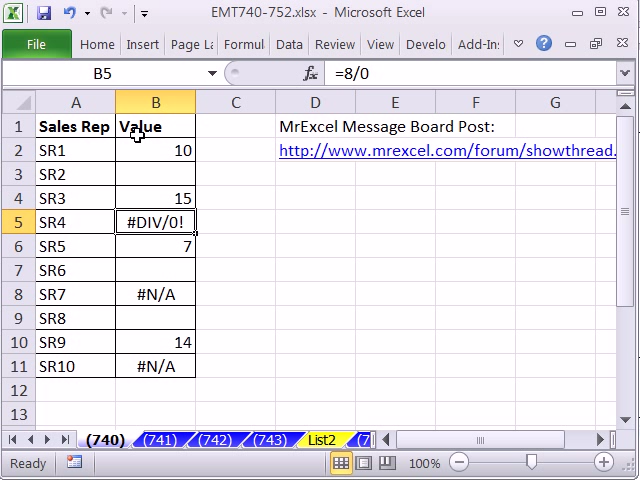 EMT740-752.xlsx - Microsoft Excel
File Home Insert Page La Formul Data Review View Develo Add-Ins
B5 fx =8/0
A B C D E F G
1 Sales Rep Value MrExcel Message Board Post:
2 SR1 10 http://www.mrexcel.com/forum/showthread.
3 SR2
4 SR3 15
5 SR4 #DIV/0!
6 SR5 7
7 SR6
8 SR7 #N/A
9 SR8
10 SR9 14
11 SR10 #N/A
12
13
(740) (741) (742) (743) List2 (7
Ready 100%